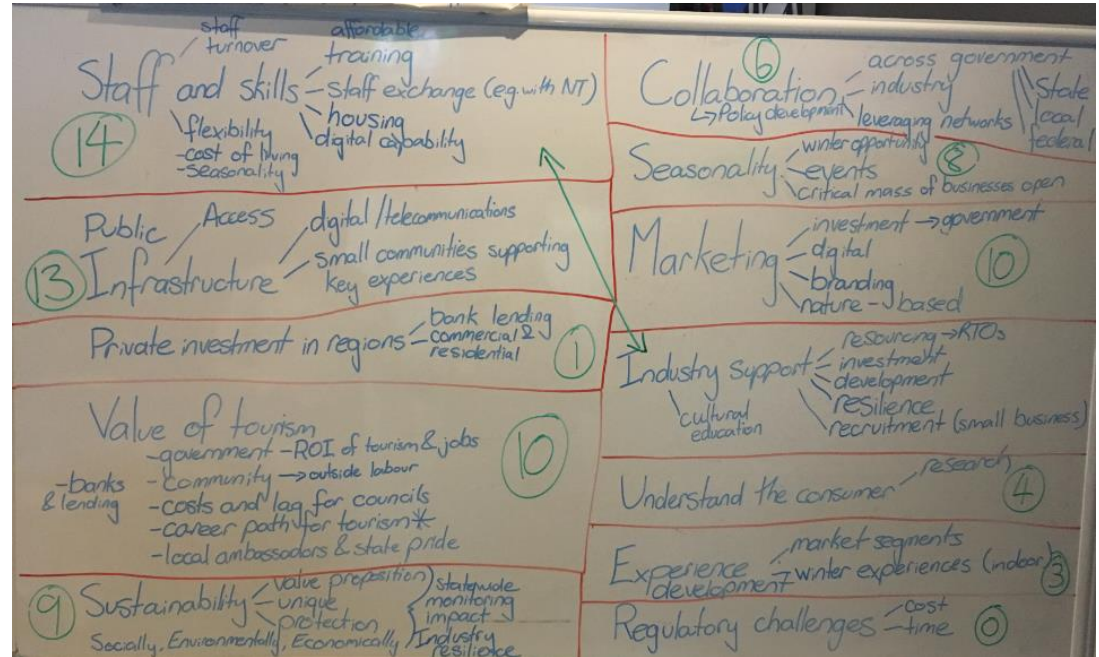 staff
turnover
Staff and skills
14
affordable
training
- staff exchange (eg. with NT)
housing
digital capability
flexibility
- cost of living
- seasonality
Public
Infrastructure
13
Access
digital/telecommunications
small communities supporting
key experiences
Private investment in regions
bank lending
commercial &
residential
1
Value of tourism
10
- government - ROI of tourism & jobs
- banks
& lending
- community → outside labour
- costs and lag for councils
- career path for tourism *
- local ambassadors & state pride
9
Sustainability
value proposition
unique
protection
Socially, Environmentally, Economically
statewide
monitoring
impact
Industry
resilience
6
Collaboration
across government
industry
State
local
federal
↳ Policy development
leveraging networks
Seasonality
winter opportunity
8
events
critical mass of businesses open
Marketing
investment → government
digital
branding
nature-based
10
Industry support
resourcing → RTOs
investment
development
resilience
recruitment (small business)
cultural
education
Understand the consumer
research
4
Experience
development
market segments
winter experiences (indoor)
3
Regulatory challenges
cost
time
0